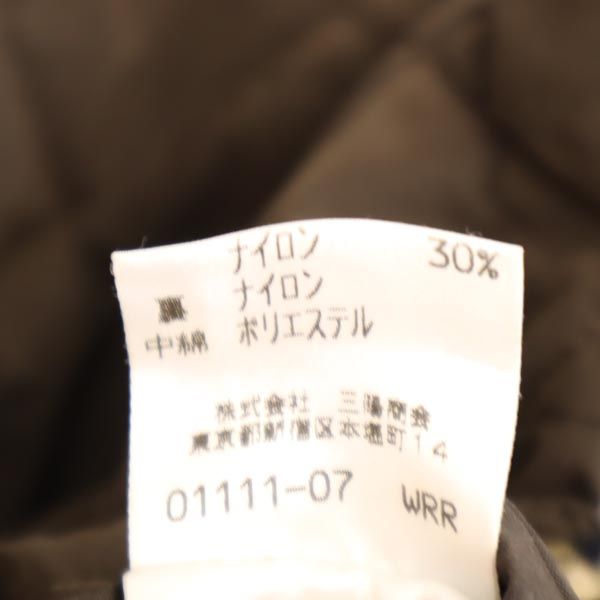 ナイロン 30%
裏 ナイロン
中綿 ポリエステル
株式会社 三陽商会
東京都新宿区本塩町14
01111-07 WRR